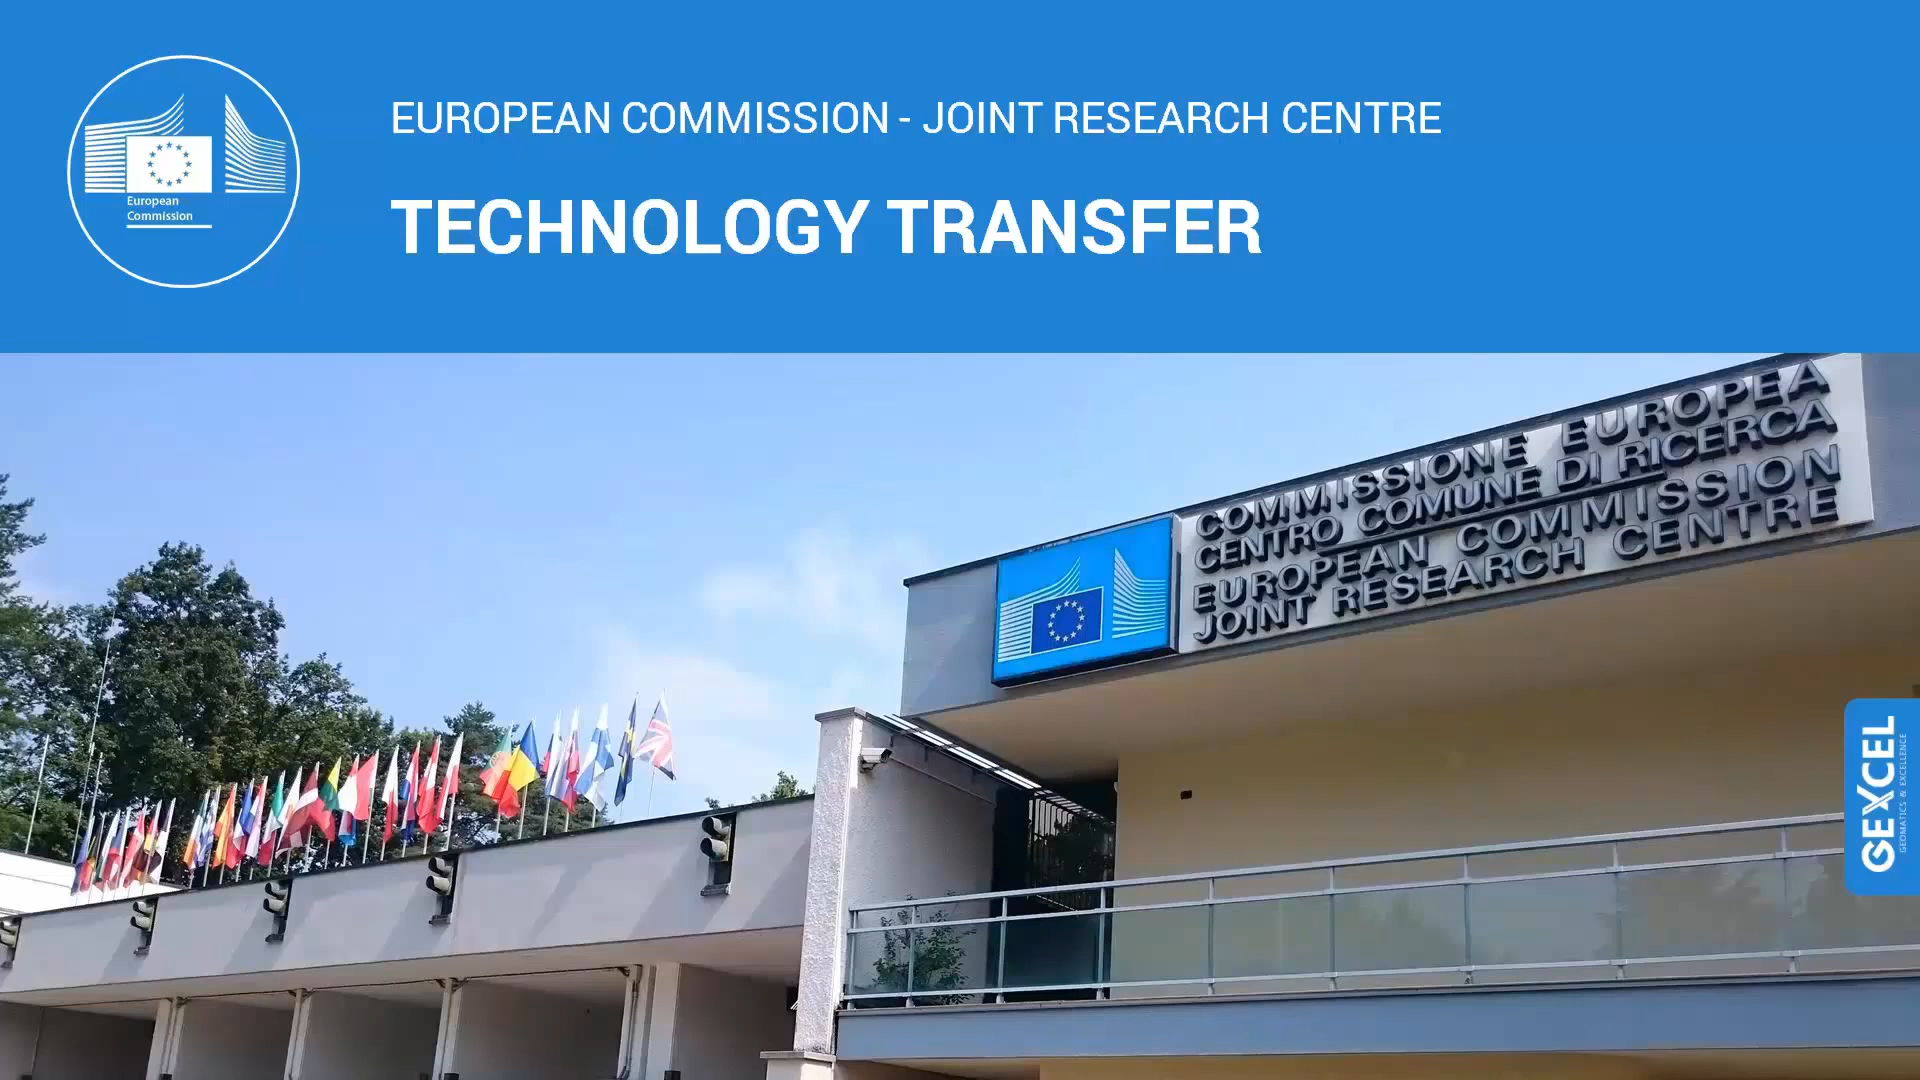 EUROPEAN COMMISSION - JOINT RESEARCH CENTRE
TECHNOLOGY TRANSFER
European
Commission
COMMISSIONE EUROPEA
CENTRO COMUNE DI RICERCA
EUROPEAN COMMISSION
JOINT RESEARCH CENTRE
GEXCEL
GEOMATICS & EXCELLENCE